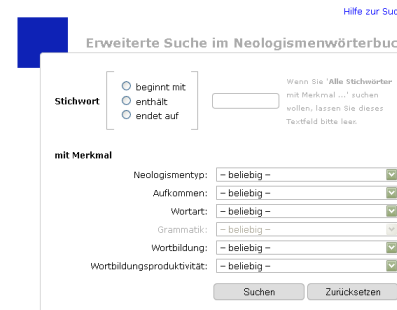 Hilfe zur Suc
Erweiterte Suche im Neologismenwörterbuc
Stichwort
beginnt mit
enthält
endet auf
Wenn Sie 'Alle Stichwörter
mit Merkmal ...' suchen
wollen, lassen Sie dieses
Textfeld bitte leer.
mit Merkmal
Neologismentyp: – beliebig –
Aufkommen: – beliebig –
Wortart: – beliebig –
Grammatik: – beliebig –
Wortbildung: – beliebig –
Wortbildungsproduktivität: – beliebig –
Suchen Zurücksetzen